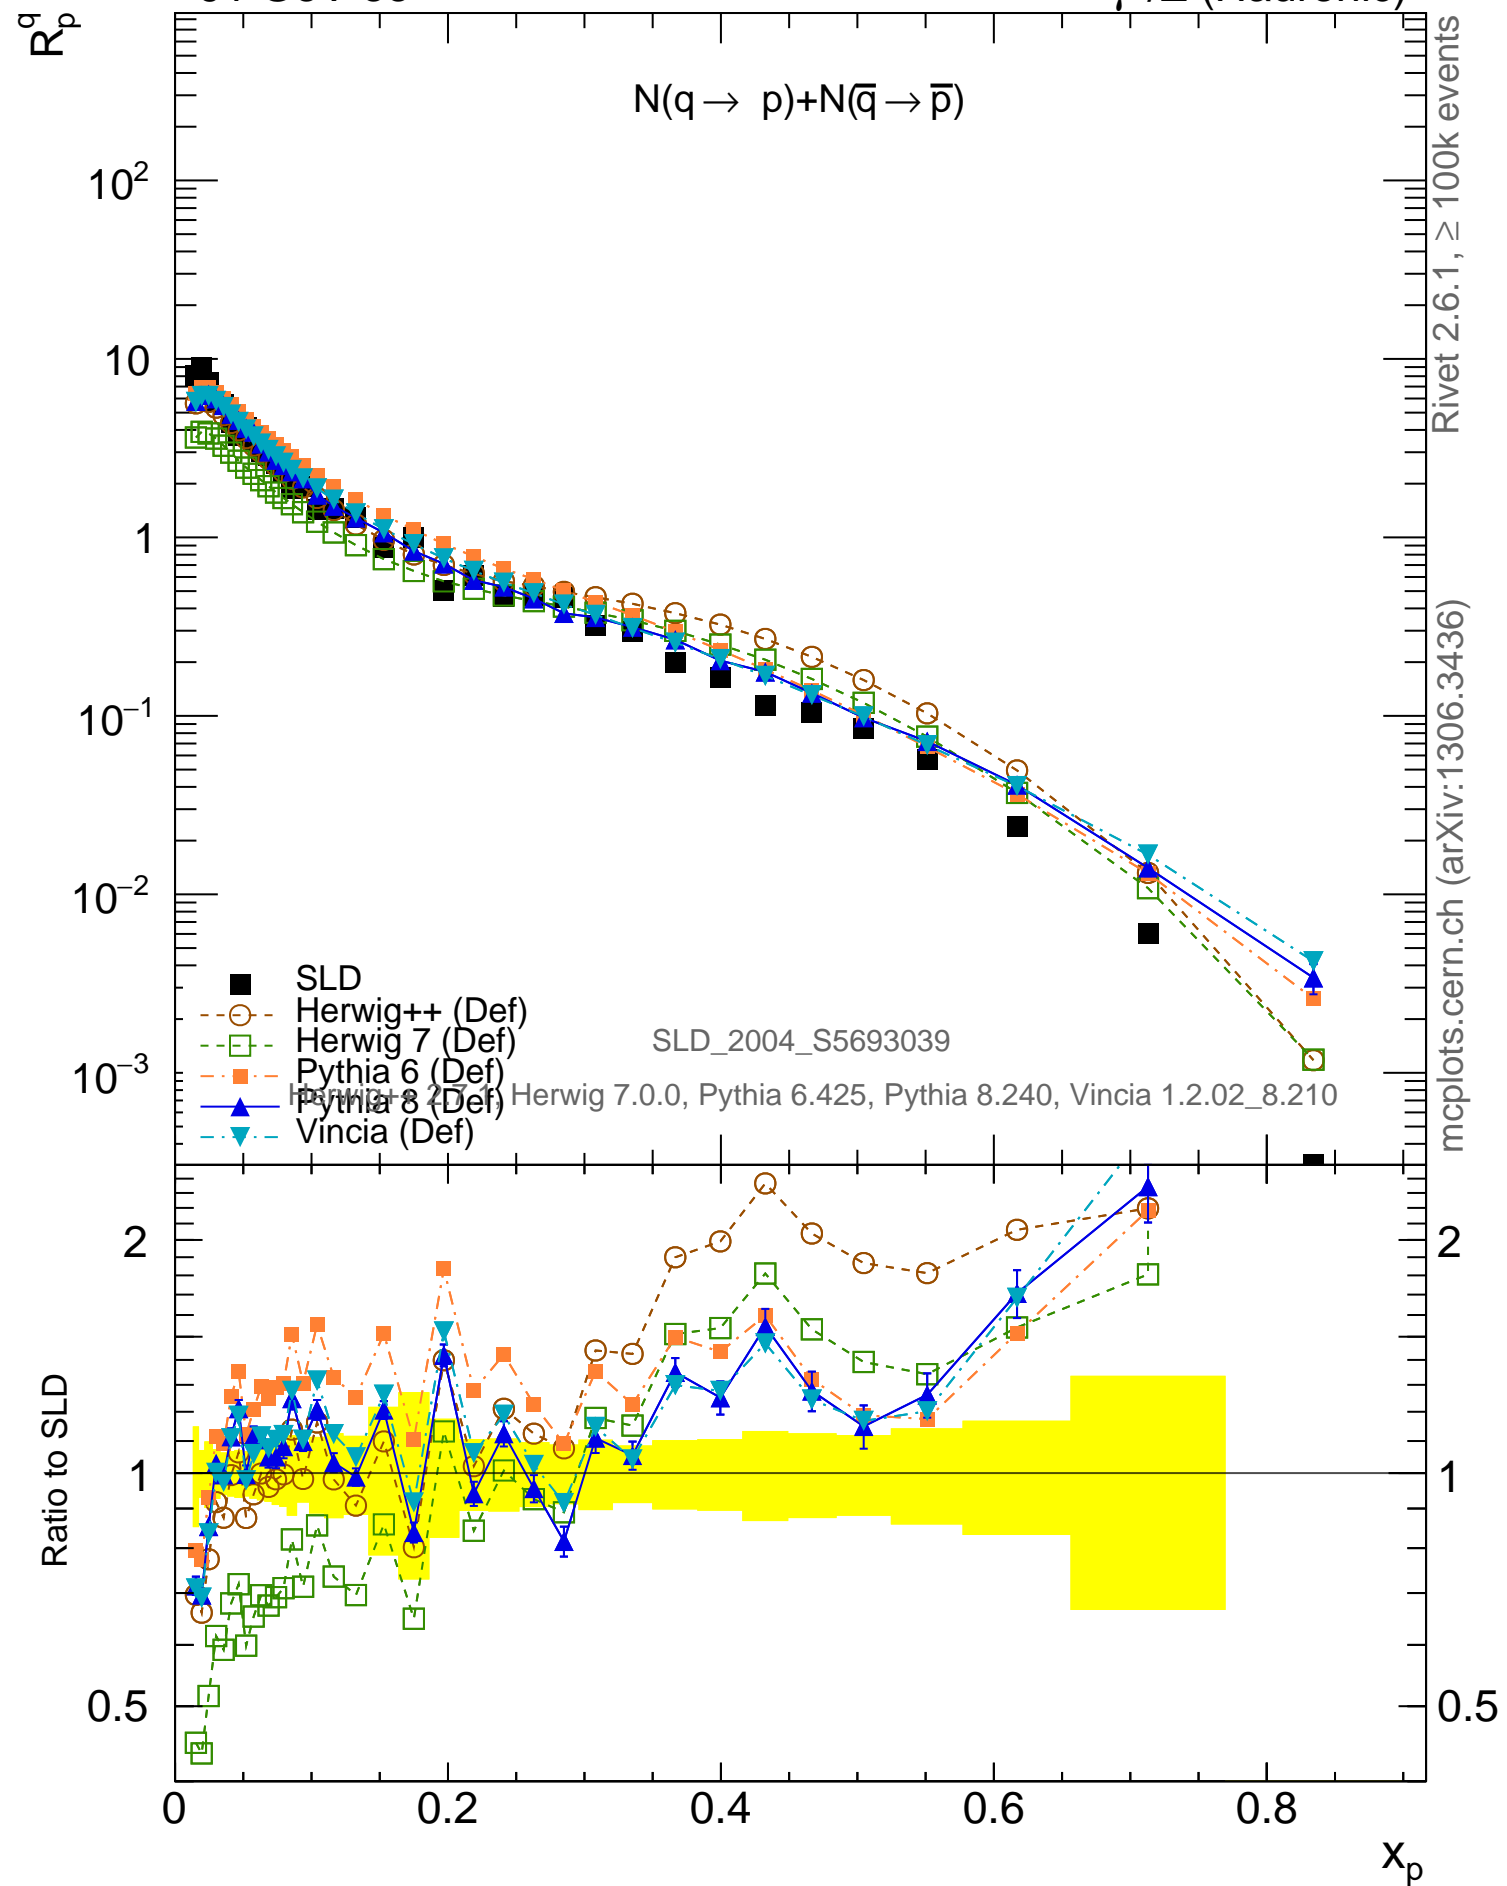 R_p^q
N(q → p)+N(q̅ → p̅)
10²
10
1
10⁻¹
10⁻²
10⁻³
SLD
Herwig++ (Def)
Herwig 7 (Def)
Pythia 6 (Def)
Pythia 8 (Def)
Vincia (Def)
SLD_2004_S5693039
Herwig++ 2.7.1, Herwig 7.0.0, Pythia 6.425, Pythia 8.240, Vincia 1.2.02_8.210
Rivet 2.6.1, ≥ 100k events
mcplots.cern.ch (arXiv:1306.3436)
Ratio to SLD
2
1
0.5
2
1
0.5
0
0.2
0.4
0.6
0.8
x_p